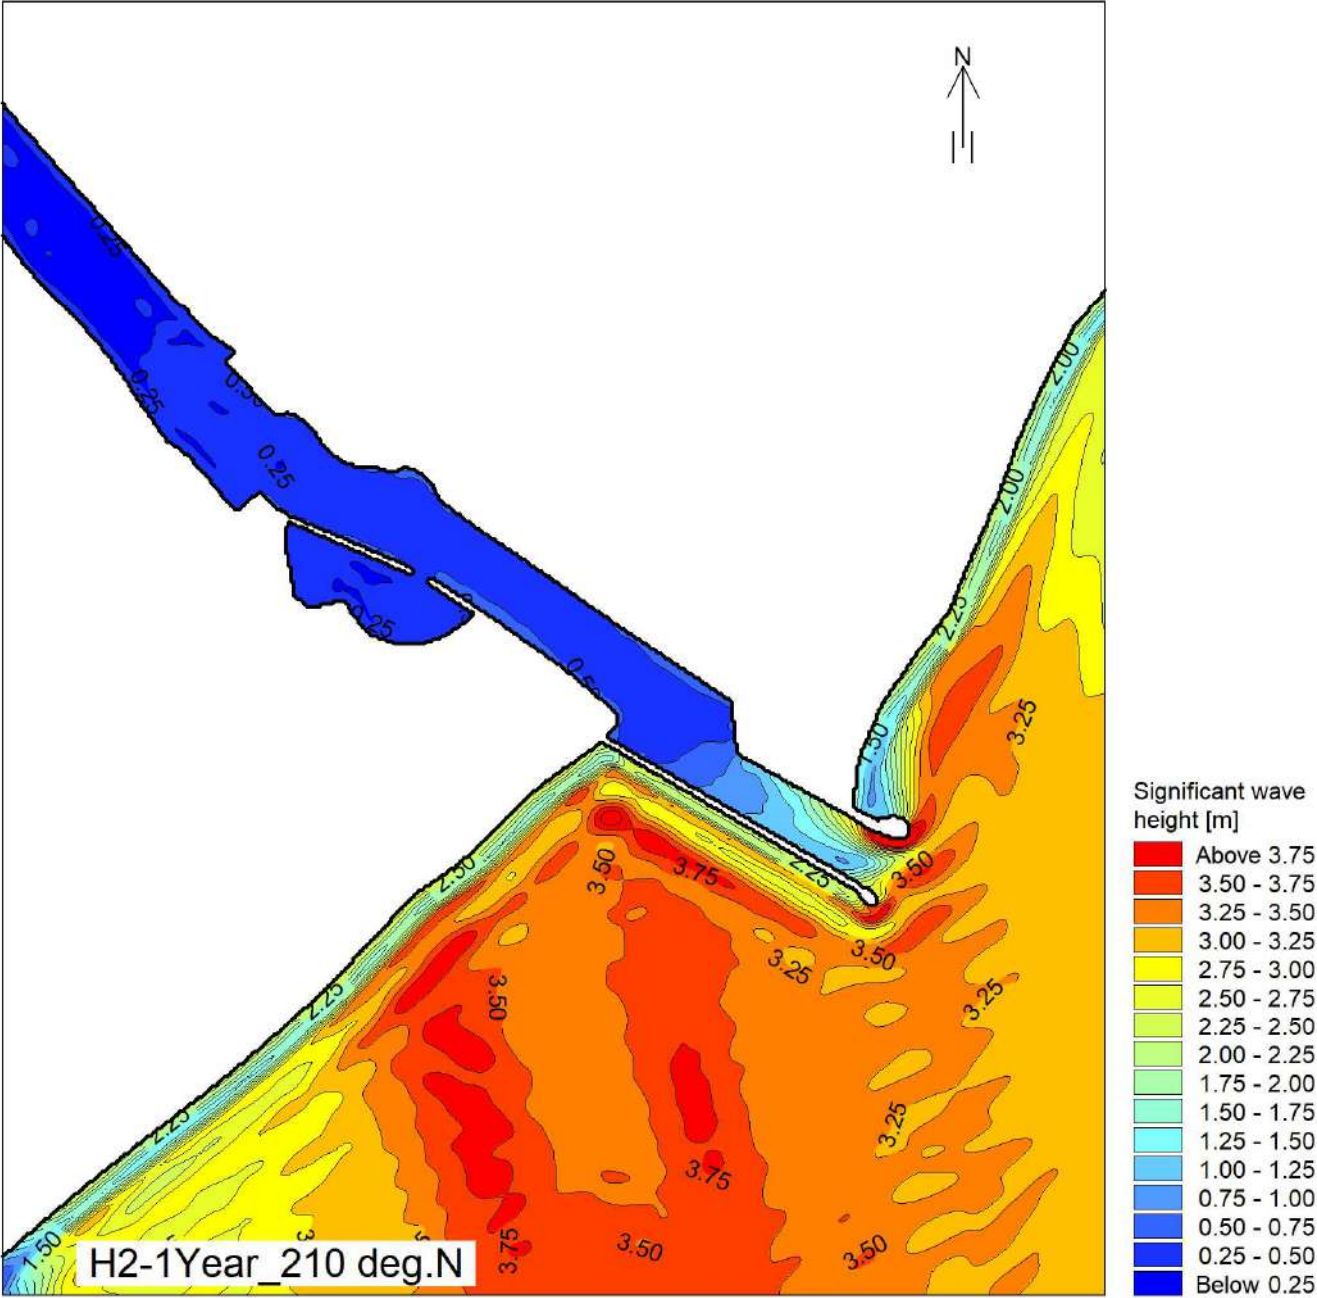 N
0.25
2.00
0.25
0.50
0.25
2.00
2.25
0.25
0.50
3.25
1.50
Significant wave
height [m]
Above 3.75
3.50 - 3.75
3.25 - 3.50
3.00 - 3.25
2.75 - 3.00
2.50 - 2.75
2.25 - 2.50
2.00 - 2.25
1.75 - 2.00
1.50 - 1.75
1.25 - 1.50
1.00 - 1.25
0.75 - 1.00
0.50 - 0.75
0.25 - 0.50
Below 0.25
2.50
3.50
3.75
2.25
3.50
3.50
3.25
2.25
3.50
3.25
2.25
3.25
3.75
1.50
3.75
3.50
3.50
H2-1Year_210 deg.N